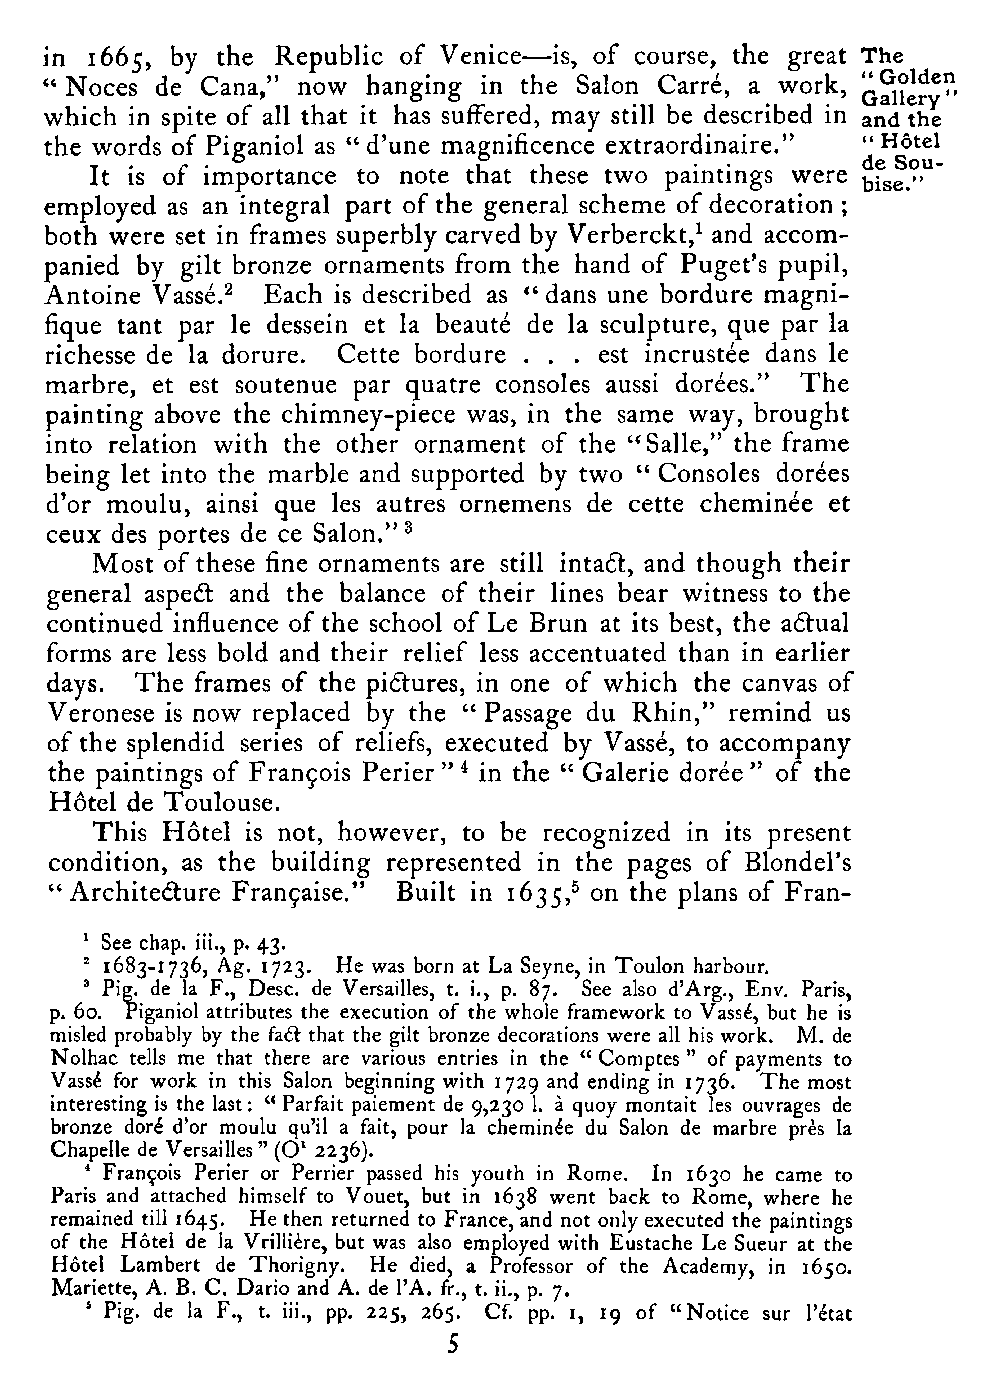 in 1665, by the Republic of Venice—is, of course, the great
“ Noces de Cana,” now hanging in the Salon Carré, a work,
which in spite of all that it has suffered, may still be described in
the words of Piganiol as “ d’une magnificence extraordinaire.”
The
“ Golden
Gallery ”
and the
“ Hôtel
de Sou-
bise.”
It is of importance to note that these two paintings were
employed as an integral part of the general scheme of decoration ;
both were set in frames superbly carved by Verberckt,¹ and accom-
panied by gilt bronze ornaments from the hand of Puget’s pupil,
Antoine Vassé.² Each is described as “ dans une bordure magni-
fique tant par le dessein et la beauté de la sculpture, que par la
richesse de la dorure. Cette bordure . . . est incrustée dans le
marbre, et est soutenue par quatre consoles aussi dorées.” The
painting above the chimney-piece was, in the same way, brought
into relation with the other ornament of the “ Salle,” the frame
being let into the marble and supported by two “ Consoles dorées
d’or moulu, ainsi que les autres ornemens de cette cheminée et
ceux des portes de ce Salon.” ³
Most of these fine ornaments are still intact, and though their
general aspect and the balance of their lines bear witness to the
continued influence of the school of Le Brun at its best, the actual
forms are less bold and their relief less accentuated than in earlier
days. The frames of the pictures, in one of which the canvas of
Veronese is now replaced by the “ Passage du Rhin,” remind us
of the splendid series of reliefs, executed by Vassé, to accompany
the paintings of François Perier ” ⁴ in the “ Galerie dorée ” of the
Hôtel de Toulouse.
This Hôtel is not, however, to be recognized in its present
condition, as the building represented in the pages of Blondel’s
“ Architecture Française.” Built in 1635,⁵ on the plans of Fran-
¹ See chap. iii., p. 43.
² 1683-1736, Ag. 1723. He was born at La Seyne, in Toulon harbour.
³ Pig. de la F., Desc. de Versailles, t. i., p. 87. See also d’Arg., Env. Paris,
p. 60. Piganiol attributes the execution of the whole framework to Vassé, but he is
misled probably by the fact that the gilt bronze decorations were all his work. M. de
Nolhac tells me that there are various entries in the “ Comptes ” of payments to
Vassé for work in this Salon beginning with 1729 and ending in 1736. The most
interesting is the last : “ Parfait paiement de 9,230 l. à quoy montait les ouvrages de
bronze doré d’or moulu qu’il a fait, pour la cheminée du Salon de marbre près la
Chapelle de Versailles ” (O¹ 2236).
⁴ François Perier or Perrier passed his youth in Rome. In 1630 he came to
Paris and attached himself to Vouet, but in 1638 went back to Rome, where he
remained till 1645. He then returned to France, and not only executed the paintings
of the Hôtel de la Vrillière, but was also employed with Eustache Le Sueur at the
Hôtel Lambert de Thorigny. He died, a Professor of the Academy, in 1650.
Mariette, A. B. C. Dario and A. de l’A. fr., t. ii., p. 7.
⁵ Pig. de la F., t. iii., pp. 225, 265. Cf. pp. 1, 19 of “ Notice sur l’état
5